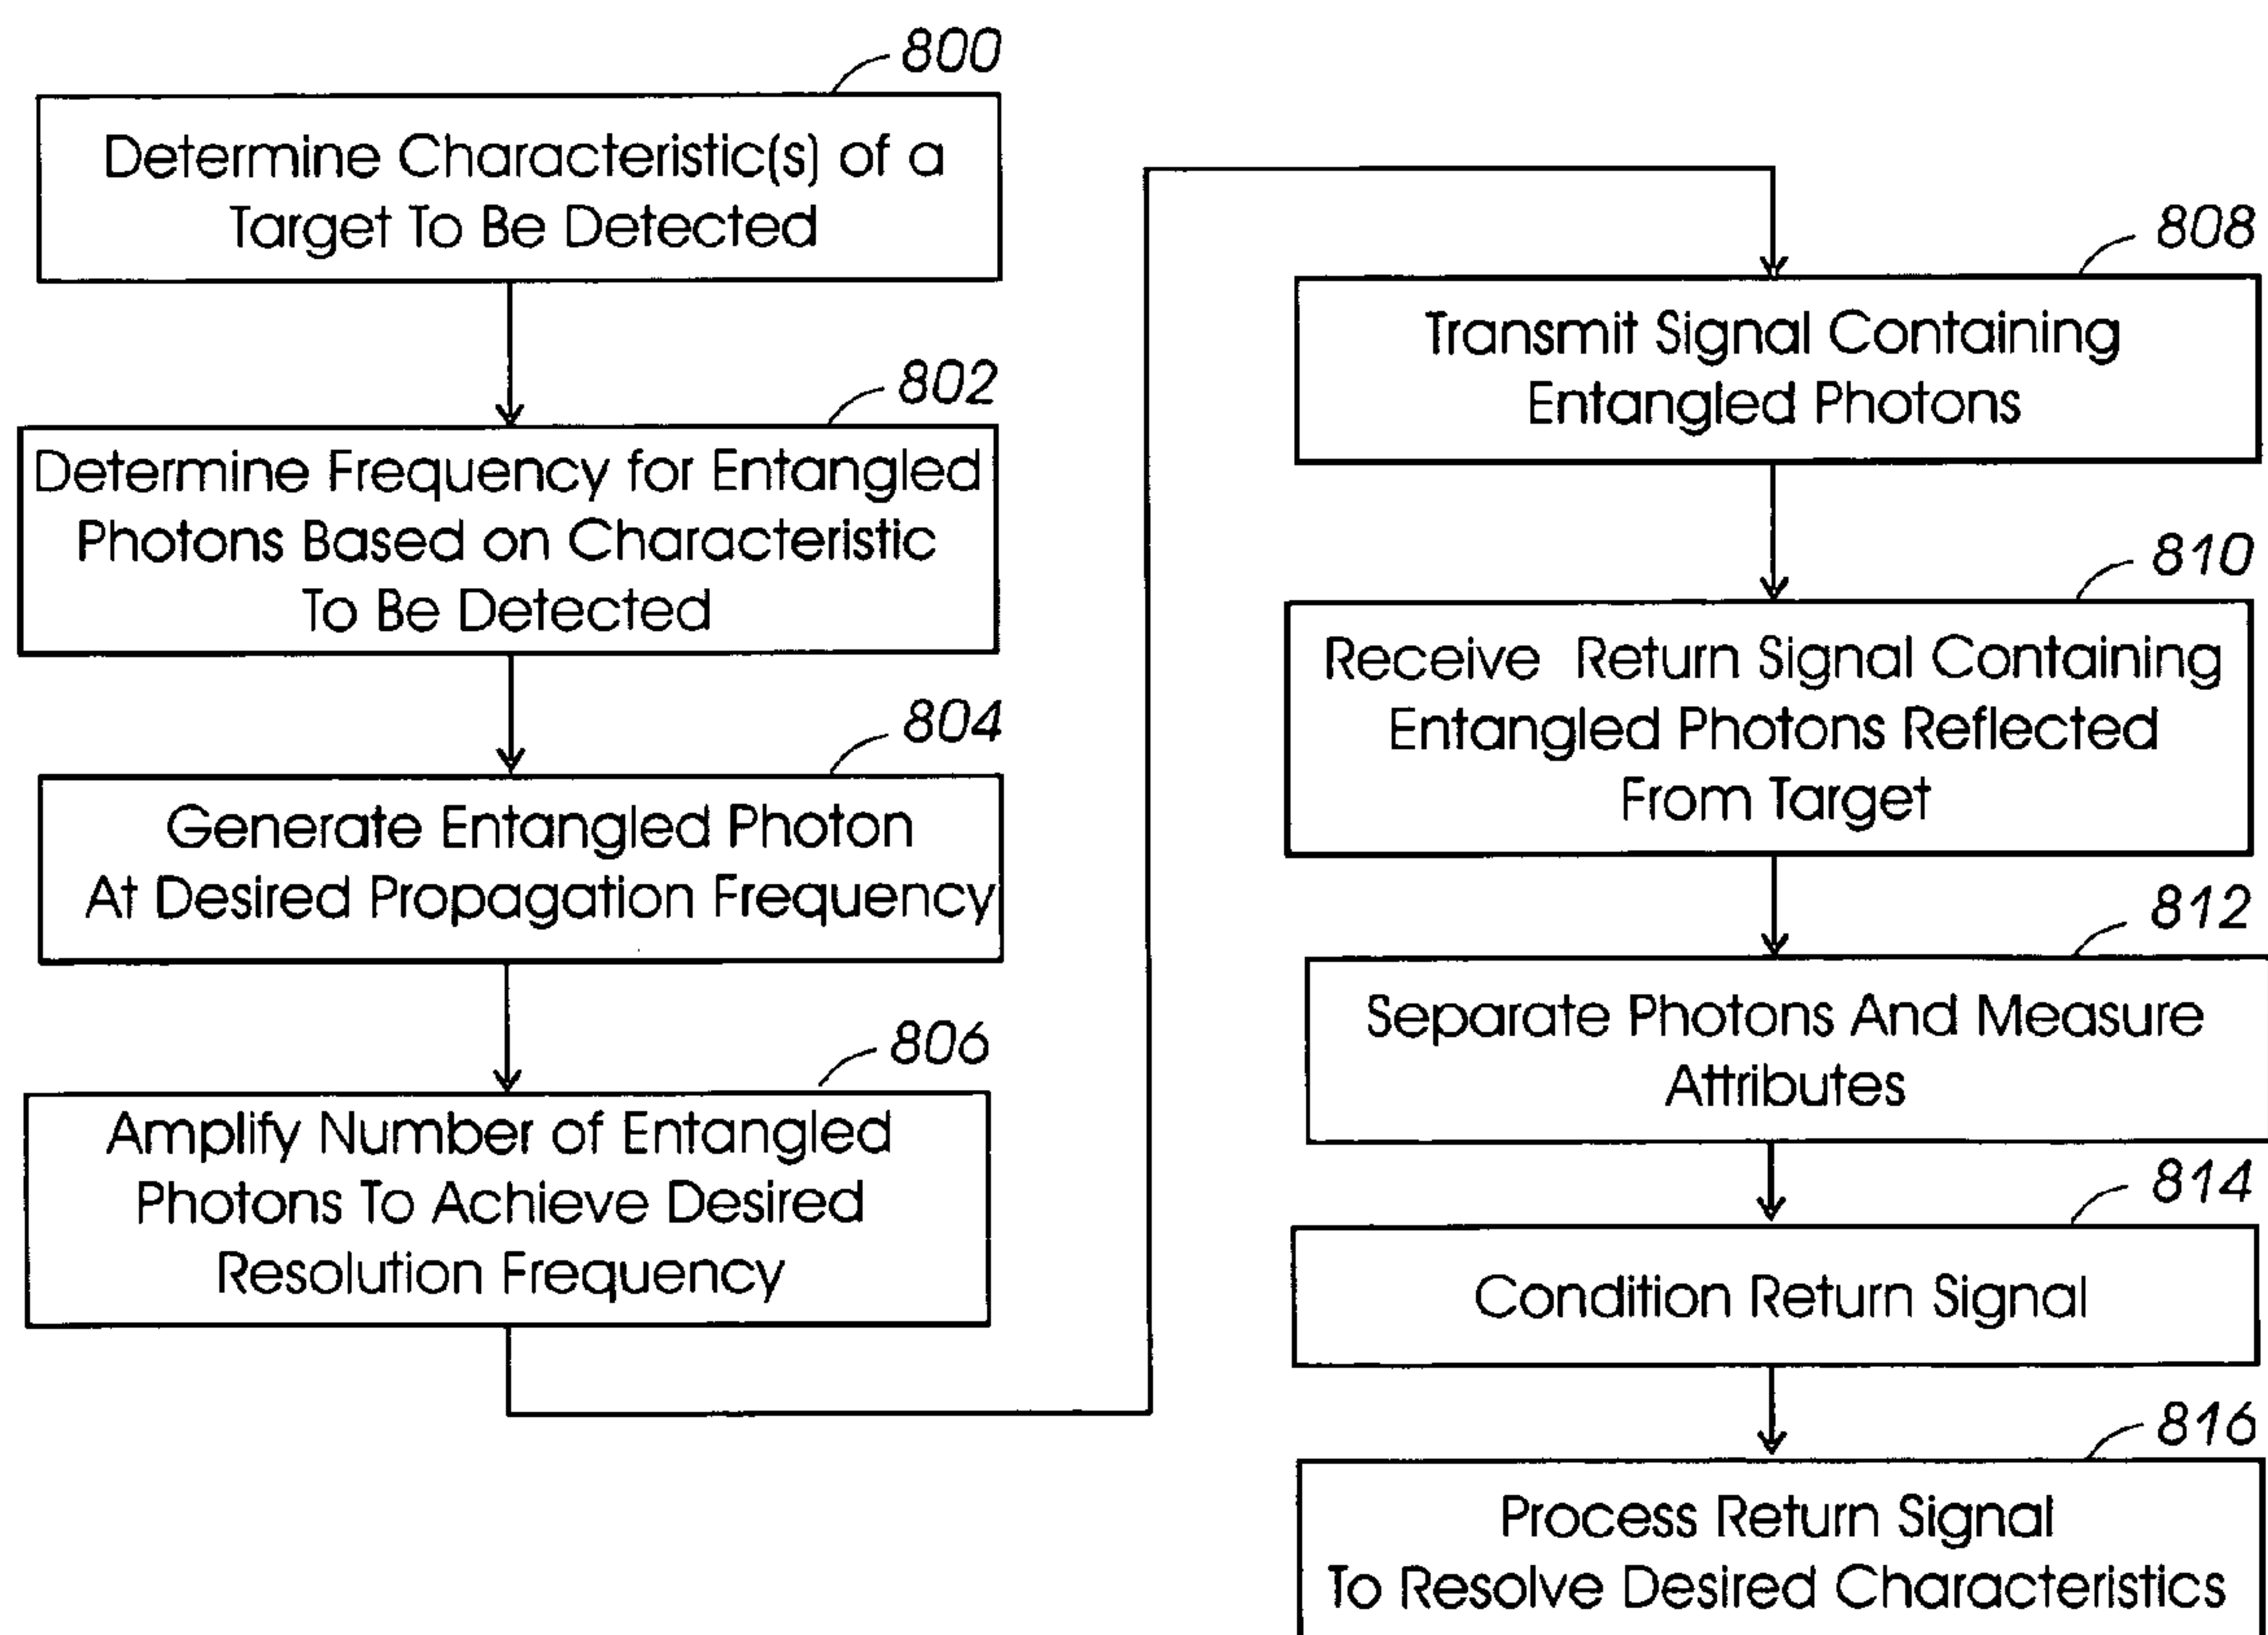 800
Determine Characteristic(s) of a
Target To Be Detected
802
Determine Frequency for Entangled
Photons Based on Characteristic
To Be Detected
804
Generate Entangled Photon
At Desired Propagation Frequency
806
Amplify Number of Entangled
Photons To Achieve Desired
Resolution Frequency
808
Transmit Signal Containing
Entangled Photons
810
Receive Return Signal Containing
Entangled Photons Reflected
From Target
812
Separate Photons And Measure
Attributes
814
Condition Return Signal
816
Process Return Signal
To Resolve Desired Characteristics